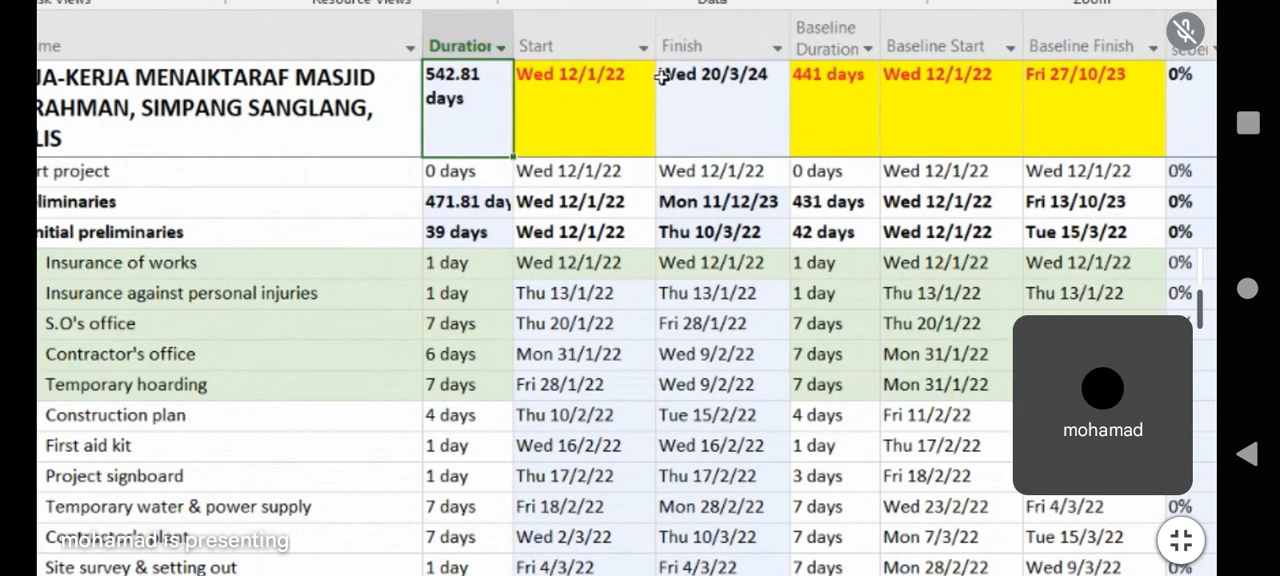 Resource Views Data Zoom
me Duration Start Finish Baseline Duration Baseline Start Baseline Finish
JA-KERJA MENAIKTARAF MASJID 542.81 days Wed 12/1/22 Wed 20/3/24 441 days Wed 12/1/22 Fri 27/10/23 0%
RAHMAN, SIMPANG SANGLANG,
LIS
rt project 0 days Wed 12/1/22 Wed 12/1/22 0 days Wed 12/1/22 Wed 12/1/22 0%
liminaries 471.81 day Wed 12/1/22 Mon 11/12/23 431 days Wed 12/1/22 Fri 13/10/23 0%
nitial preliminaries 39 days Wed 12/1/22 Thu 10/3/22 42 days Wed 12/1/22 Tue 15/3/22 0%
Insurance of works 1 day Wed 12/1/22 Wed 12/1/22 1 day Wed 12/1/22 Wed 12/1/22 0%
Insurance against personal injuries 1 day Thu 13/1/22 Thu 13/1/22 1 day Thu 13/1/22 Thu 13/1/22 0%
S.O's office 7 days Thu 20/1/22 Fri 28/1/22 7 days Thu 20/1/22
Contractor's office 6 days Mon 31/1/22 Wed 9/2/22 7 days Mon 31/1/22
Temporary hoarding 7 days Fri 28/1/22 Wed 9/2/22 7 days Mon 31/1/22
Construction plan 4 days Thu 10/2/22 Tue 15/2/22 4 days Fri 11/2/22
First aid kit 1 day Wed 16/2/22 Wed 16/2/22 1 day Thu 17/2/22
Project signboard 1 day Thu 17/2/22 Thu 17/2/22 3 days Fri 18/2/22
Temporary water & power supply 7 days Fri 18/2/22 Mon 28/2/22 7 days Wed 23/2/22 Fri 4/3/22 0%
7 days Wed 2/3/22 Thu 10/3/22 7 days Mon 7/3/22 Tue 15/3/22
Site survey & setting out 1 day Fri 4/3/22 Fri 4/3/22 7 days Mon 28/2/22 Wed 9/3/22 0%
mohamad
mohamad is presenting